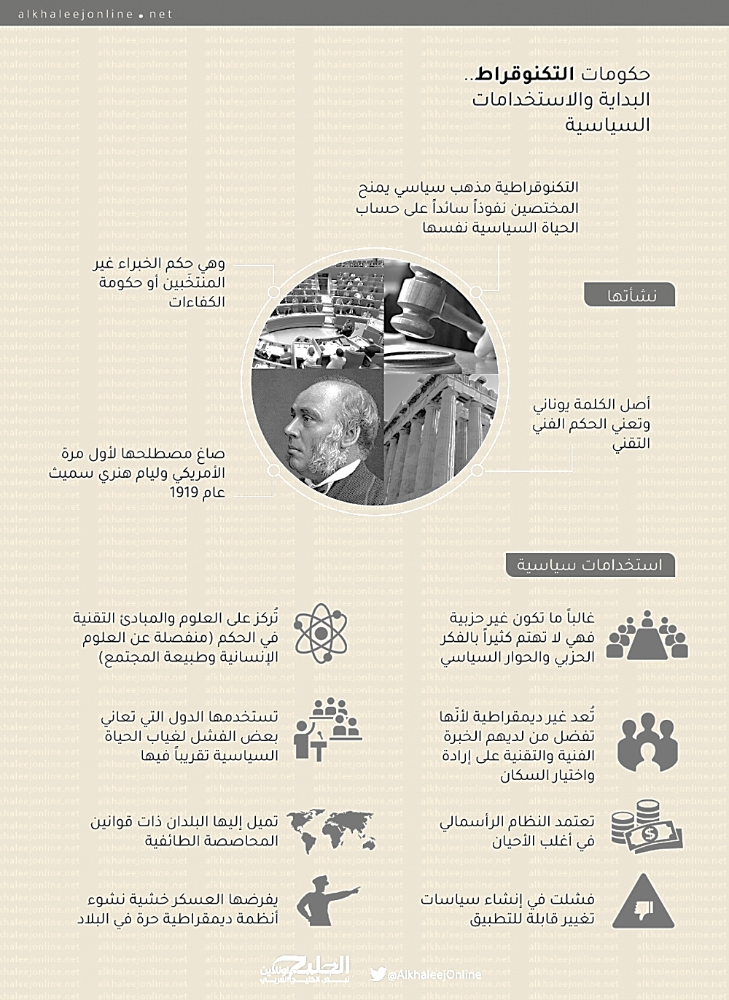 alkhaleejonline.net
حكومات التكنوقراط..
البداية والاستخدامات
السياسية
التكنوقراطية مذهب سياسي يمنح
المختصين نفوذاً سائداً على حساب
الحياة السياسية نفسها
وهي حكم الخبراء غير
المنتخَبين أو حكومة
الكفاءات
نشأتها
أصل الكلمة يوناني
وتعني الحكم الفني
التقني
صاغ مصطلحها لأول مرة
الأمريكي وليام هنري سميث
عام 1919
استخدامات سياسية
غالباً ما تكون غير حزبية
فهي لا تهتم كثيراً بالفكر
الحزبي والحوار السياسي
تُركز على العلوم والمبادئ التقنية
في الحكم (منفصلة عن العلوم
الإنسانية وطبيعة المجتمع)
تُعد غير ديمقراطية لأنّها
تفضل من لديهم الخبرة
الفنية والتقنية على إرادة
واختيار السكان
تستخدمها الدول التي تعاني
بعض الفشل لغياب الحياة
السياسية تقريباً فيها
تعتمد النظام الرأسمالي
في أغلب الأحيان
تميل إليها البلدان ذات قوانين
المحاصصة الطائفية
فشلت في إنشاء سياسات
تغيير قابلة للتطبيق
يفرضها العسكر خشية نشوء
أنظمة ديمقراطية حرة في البلاد
@AlkhaleejOnline
الخليج أونلاين
نبض الخليج العربي